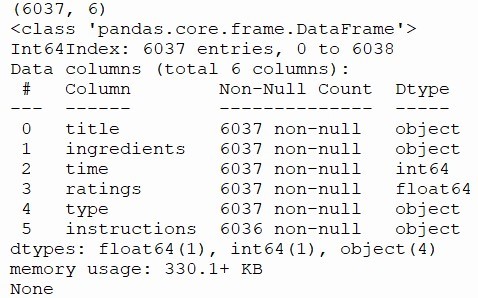 (6037, 6)
<class 'pandas.core.frame.DataFrame'>
Int64Index: 6037 entries, 0 to 6038
Data columns (total 6 columns):
 #   Column        Non-Null Count  Dtype
---  ------        --------------  -----
 0   title         6037 non-null   object
 1   ingredients   6037 non-null   object
 2   time          6037 non-null   int64
 3   ratings       6037 non-null   float64
 4   type          6037 non-null   object
 5   instructions  6036 non-null   object
dtypes: float64(1), int64(1), object(4)
memory usage: 330.1+ KB
None